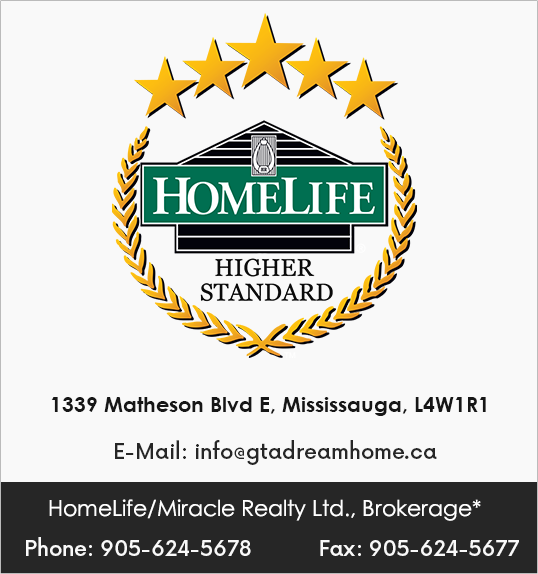 HOMELIFE
HIGHER
STANDARD
1339 Matheson Blvd E, Mississauga, L4W1R1
E-Mail: info@gtadreamhome.ca
HomeLife/Miracle Realty Ltd., Brokerage*
Phone: 905-624-5678 Fax: 905-624-5677